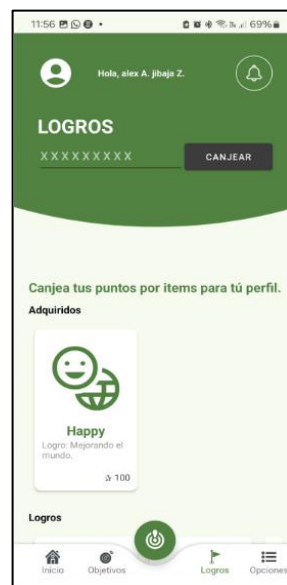 11:56
69%
Hola, alex A. jibaja Z.
LOGROS
XXXXXXXXX
CANJEAR
Canjea tus puntos por items para tú perfil.
Adquiridos
Happy
Logro: Mejorando el
mundo.
100
Logros
Inicio
Objetivos
Logros
Opciones